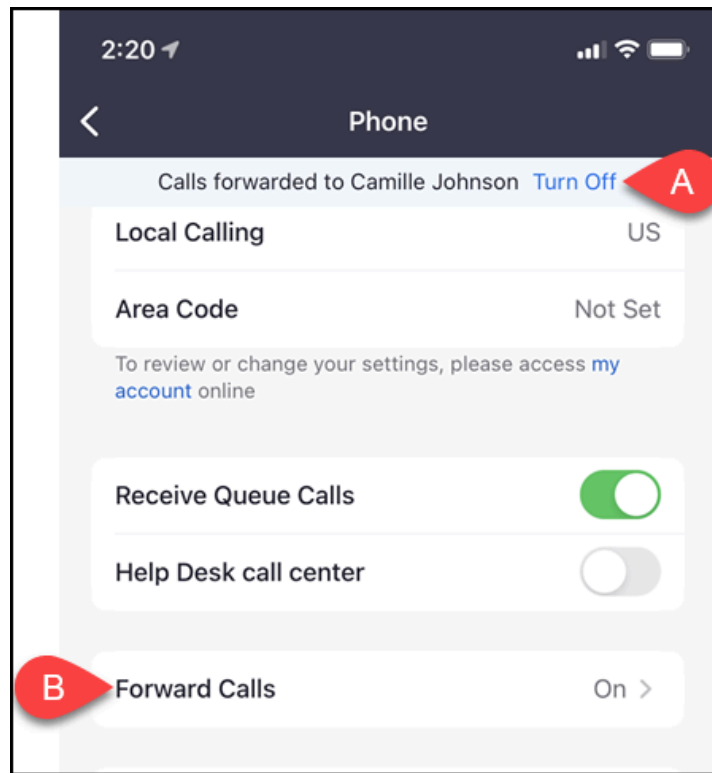 2:20
Phone
Calls forwarded to Camille Johnson Turn Off
A
Local Calling US
Area Code Not Set
To review or change your settings, please access my
account online
Receive Queue Calls
Help Desk call center
B
Forward Calls On